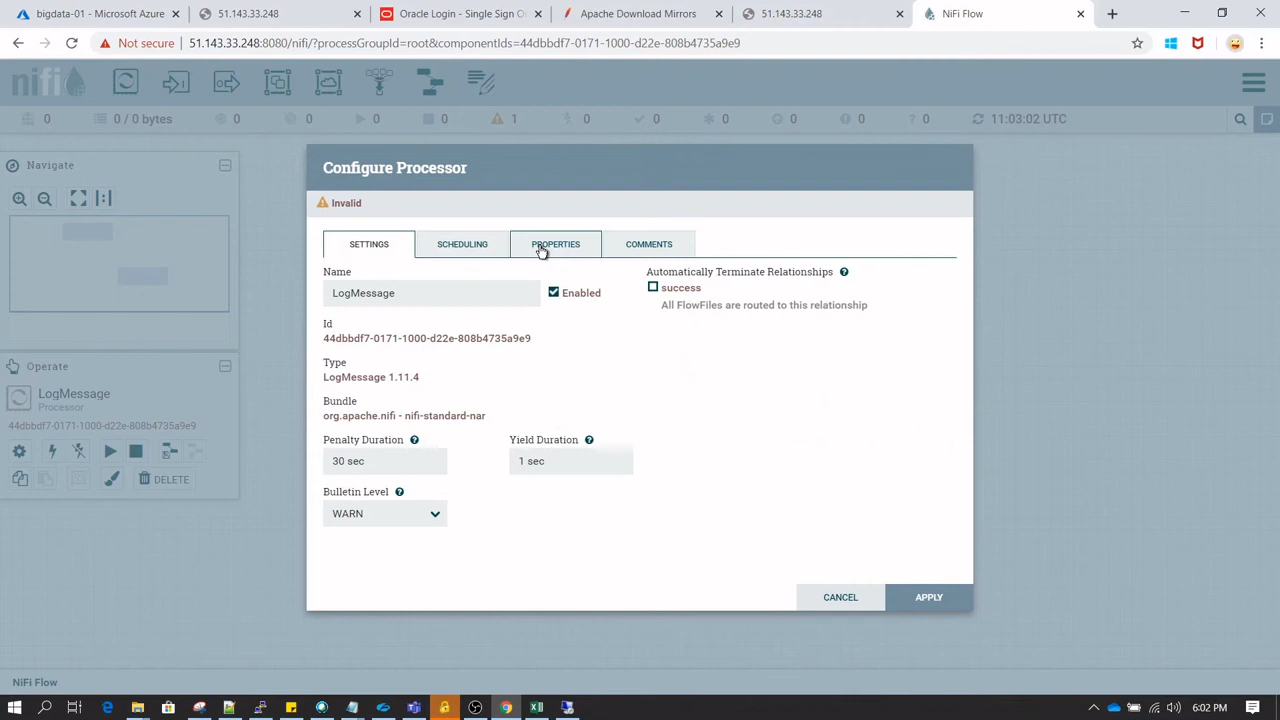 bigdata-01 - Microsoft Azure
51.143.33.248
Oracle Login - Single Sign O
Apache Download Mirrors
51.143.33.248
NiFi Flow
Not secure
51.143.33.248:8080/nifi/?processGroupId=root&componentIds=44dbbdf7-0171-1000-d22e-808b4735a9e9
nifi
0
0 / 0 bytes
0
0
0
0
1
0
0
0
0
0
0
11:03:02 UTC
Navigate
Operate
LogMessage
Processor
44dbbdf7-0171-1000-d22e-808b4735a9e9
DELETE
Configure Processor
Invalid
SETTINGS
SCHEDULING
PROPERTIES
COMMENTS
Name
LogMessage
Enabled
Id
44dbbdf7-0171-1000-d22e-808b4735a9e9
Type
LogMessage 1.11.4
Bundle
org.apache.nifi - nifi-standard-nar
Penalty Duration
30 sec
Yield Duration
1 sec
Bulletin Level
WARN
Automatically Terminate Relationships
success
All FlowFiles are routed to this relationship
CANCEL
APPLY
NiFi Flow
6:02 PM